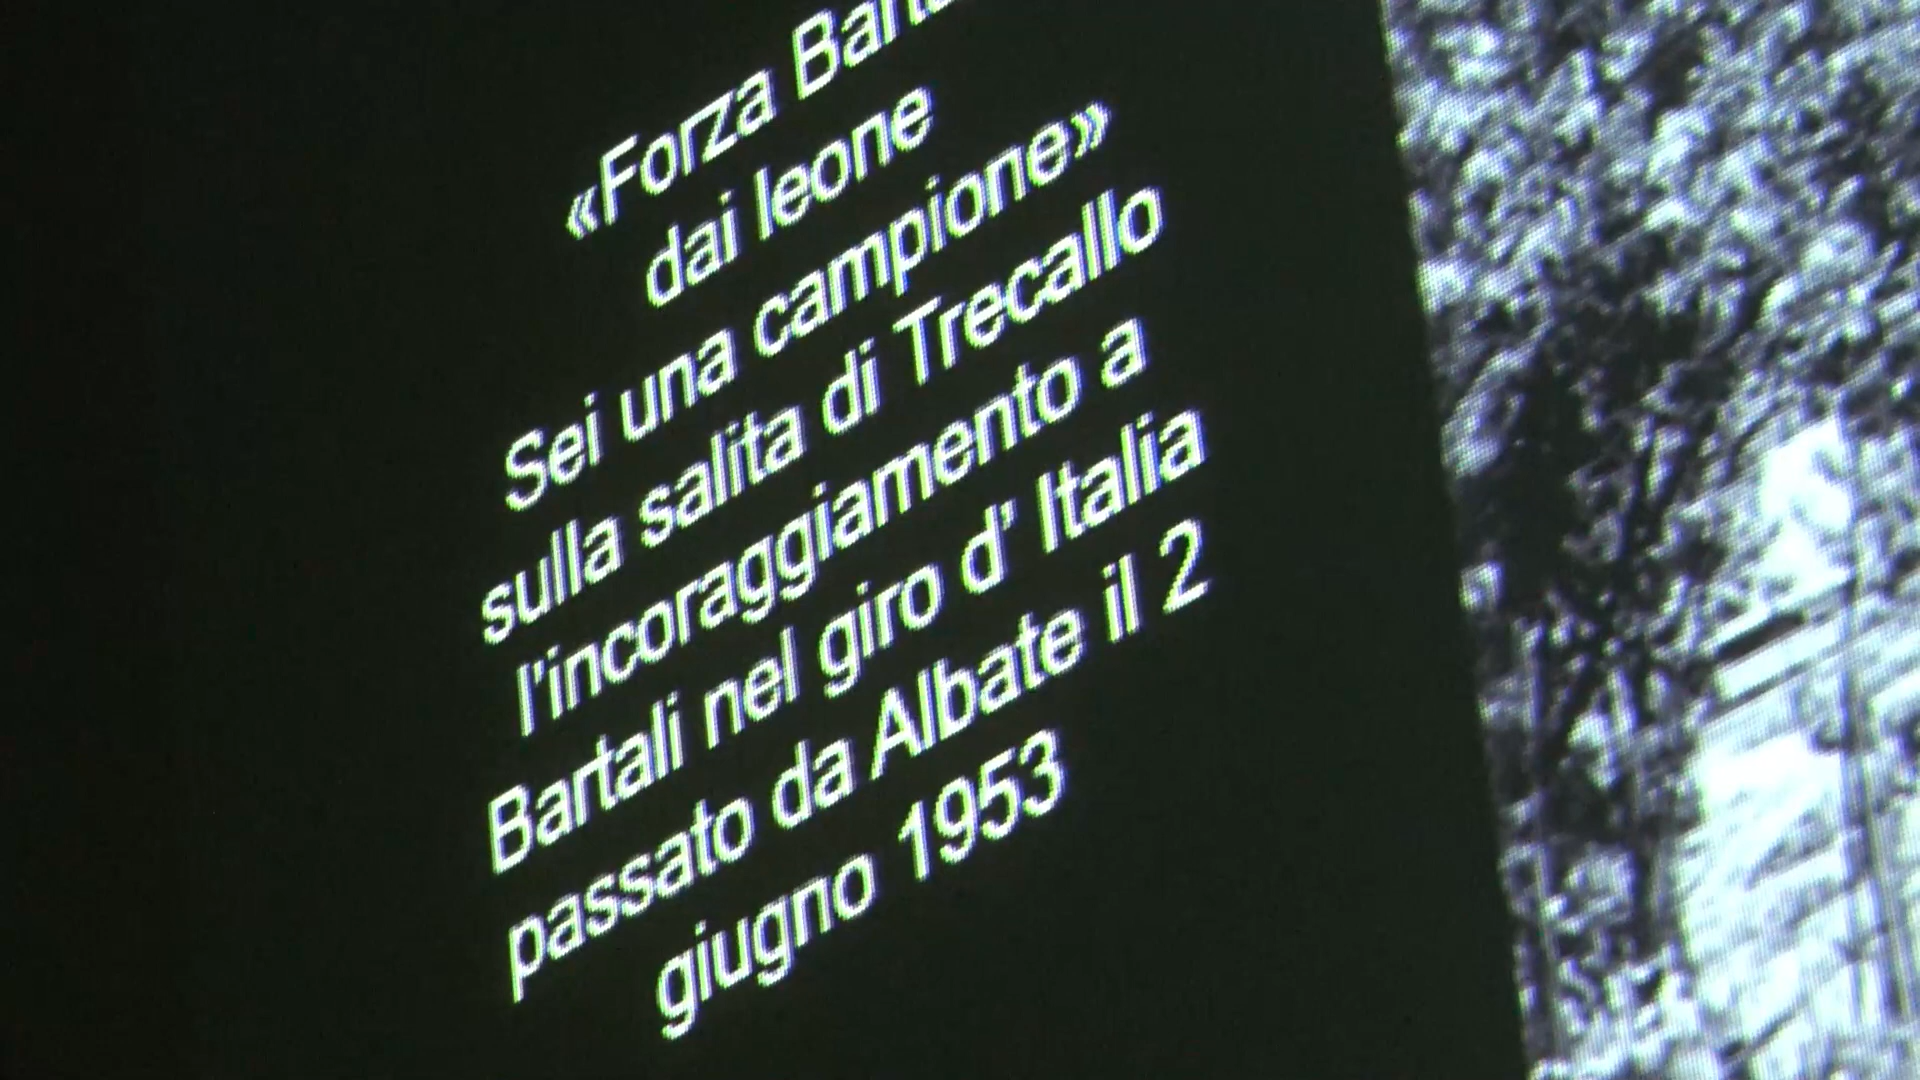 «Forza
dai leone
Sei una campione»
sulla salita di Trecallo
l'incoraggiamento a
Bartali nel giro d' Italia
passato da Albate il 2
giugno 1953